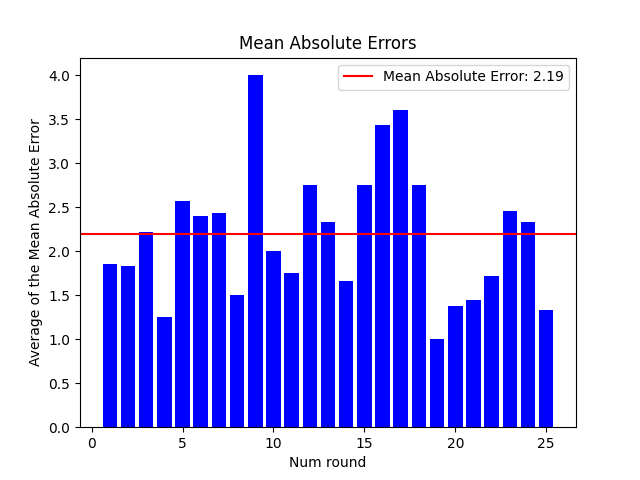 Mean Absolute Errors
Mean Absolute Error: 2.19
Average of the Mean Absolute Error
4.0
3.5
3.0
2.5
2.0
1.5
1.0
0.5
0.0
0 5 10 15 20 25
Num round